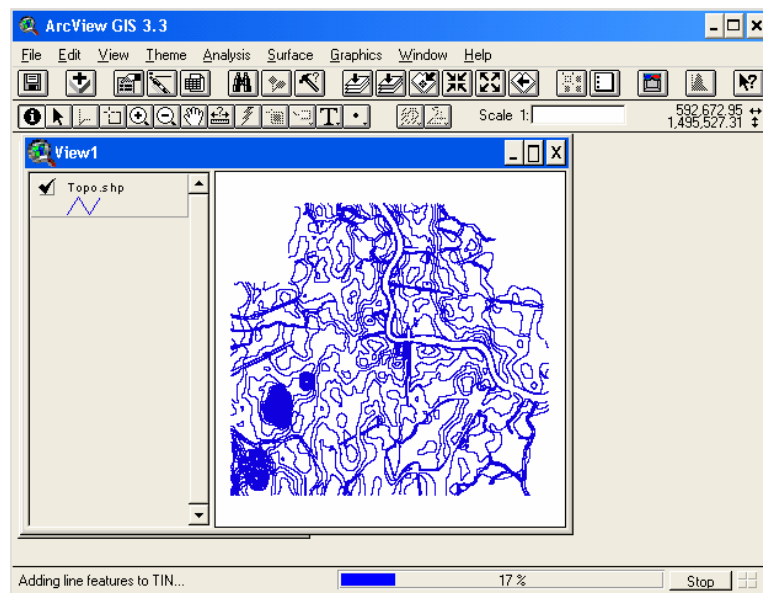 ArcView GIS 3.3
File Edit View Theme Analysis Surface Graphics Window Help
Scale 1:
592,672.95
1,495,527.31
View1
Topo.shp
Adding line features to TIN...
17 %
Stop